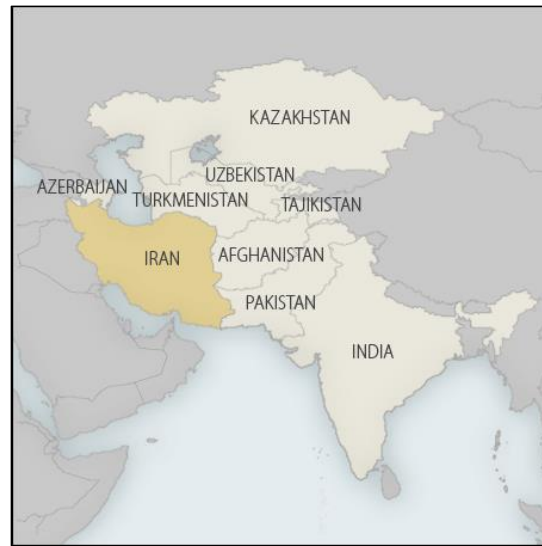 KAZAKHSTAN
UZBEKISTAN
AZERBAIJAN
TURKMENISTAN
TAJIKISTAN
IRAN
AFGHANISTAN
PAKISTAN
INDIA